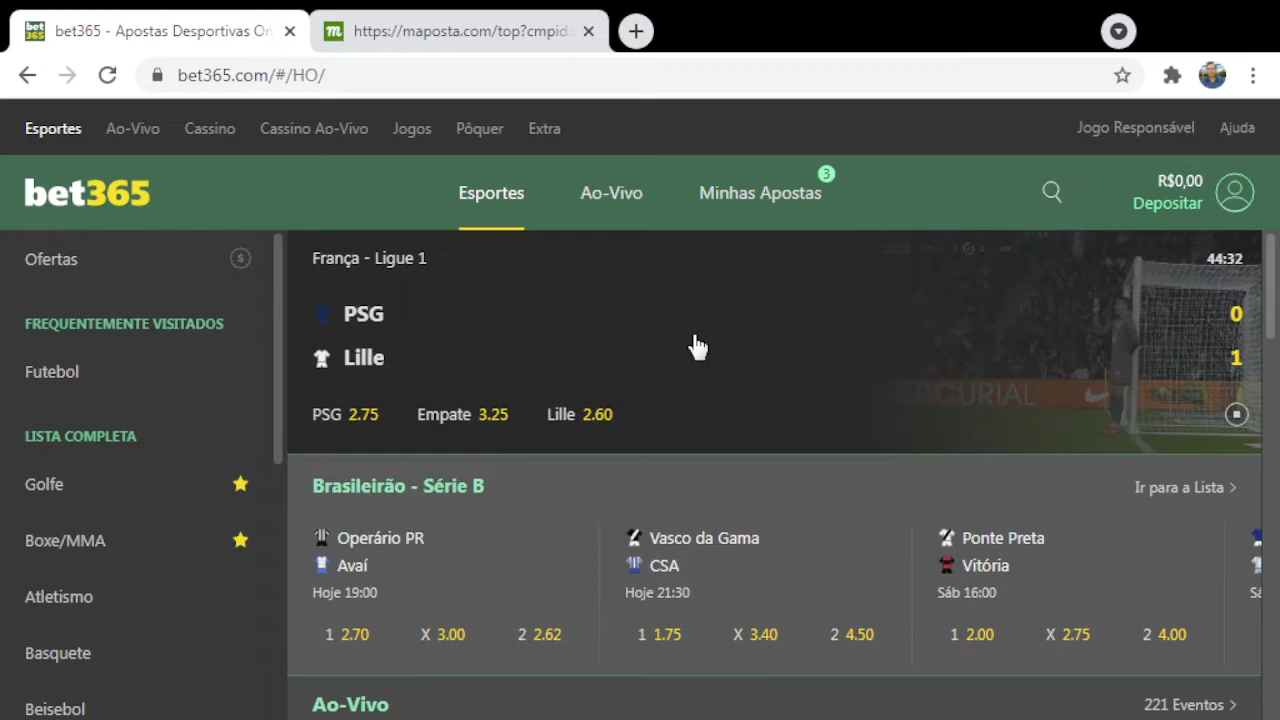 bet365 - Apostas Desportivas On
https://maposta.com/top?cmpid=
bet365.com/#/HO/
Esportes Ao-Vivo Cassino Cassino Ao-Vivo Jogos Pôquer Extra Jogo Responsável Ajuda
bet365 Esportes Ao-Vivo Minhas Apostas 3 R$0,00
Depositar
Ofertas
FREQUENTEMENTE VISITADOS
Futebol
LISTA COMPLETA
Golfe
Boxe/MMA
Atletismo
Basquete
Beisebol
França - Ligue 1 44:32
PSG 0
Lille 1
PSG 2.75 Empate 3.25 Lille 2.60
MERCURIAL
Brasileirão - Série B Ir para a Lista
Operário PR
Avaí
Hoje 19:00
1 2.70 X 3.00 2 2.62
Vasco da Gama
CSA
Hoje 21:30
1 1.75 X 3.40 2 4.50
Ponte Preta
Vitória
Sáb 16:00
1 2.00 X 2.75 2 4.00
Ao-Vivo 221 Eventos